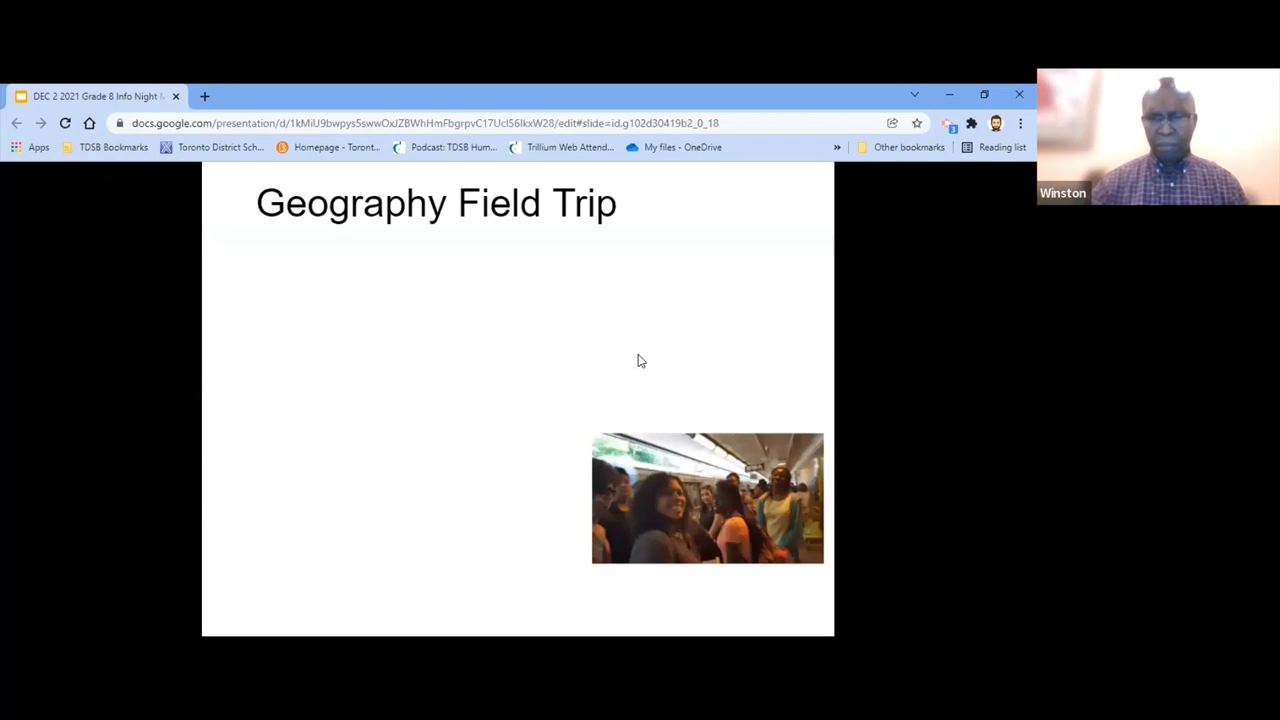 DEC 2 2021 Grade 8 Info Night
docs.google.com/presentation/d/1kMiU9bwpys5swwOxJZBWhHmFbgrpvC17UcI56IkxW28/edit#slide=id.g102d30419b2_0_18
Apps TDSB Bookmarks Toronto District Sch... Homepage - Toront... Podcast: TDSB Hum... Trillium Web Attend... My files - OneDrive » Other bookmarks Reading list
Winston
Geography Field Trip